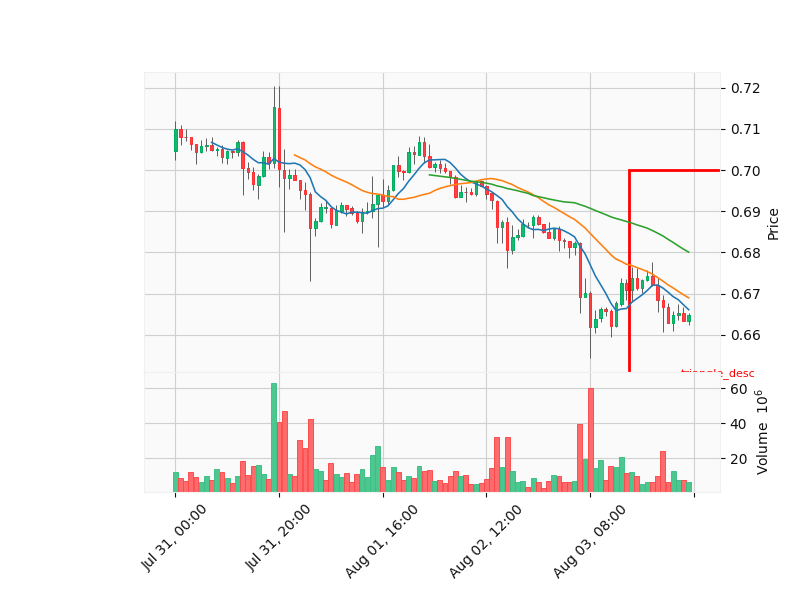 0.72
0.71
0.70
0.69
0.68
0.67
0.66
Price
triangle_desc
60
40
20
Volume 10^6
Jul 31, 00:00
Jul 31, 20:00
Aug 01, 16:00
Aug 02, 12:00
Aug 03, 08:00